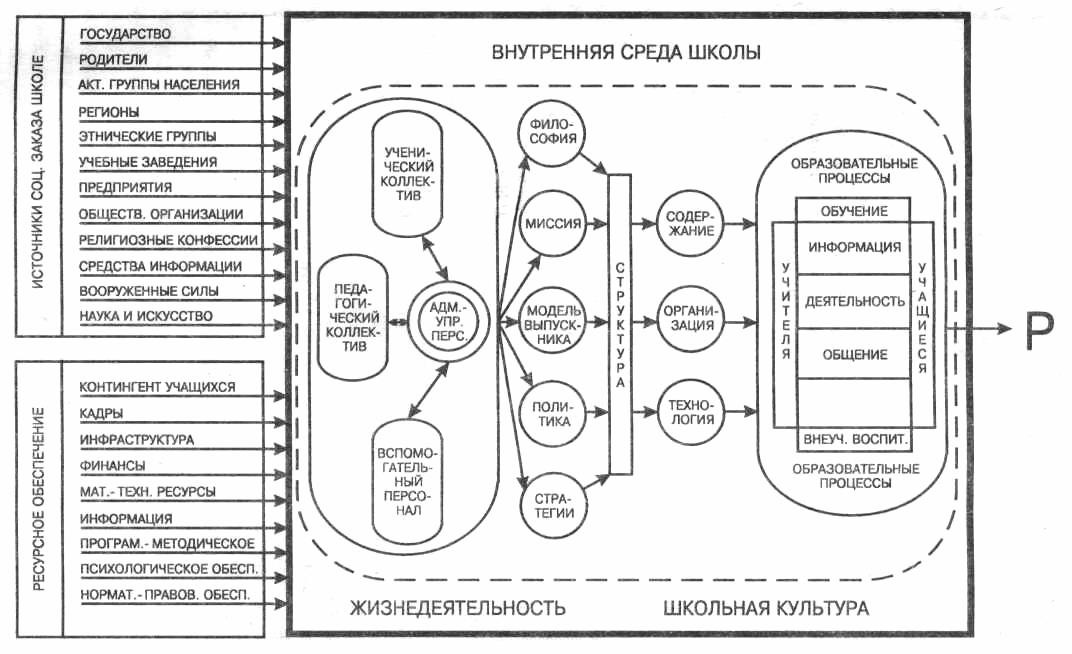 ИСТОЧНИКИ СОЦ. ЗАКАЗА ШКОЛЕ
ГОСУДАРСТВО
РОДИТЕЛИ
АКТ. ГРУППЫ НАСЕЛЕНИЯ
РЕГИОНЫ
ЭТНИЧЕСКИЕ ГРУППЫ
УЧЕБНЫЕ ЗАВЕДЕНИЯ
ПРЕДПРИЯТИЯ
ОБЩЕСТВ. ОРГАНИЗАЦИИ
РЕЛИГИОЗНЫЕ КОНФЕССИИ
СРЕДСТВА ИНФОРМАЦИИ
ВООРУЖЕННЫЕ СИЛЫ
НАУКА И ИСКУССТВО
РЕСУРСНОЕ ОБЕСПЕЧЕНИЕ
КОНТИНГЕНТ УЧАЩИХСЯ
КАДРЫ
ИНФРАСТРУКТУРА
ФИНАНСЫ
МАТ.- ТЕХН. РЕСУРСЫ
ИНФОРМАЦИЯ
ПРОГРАМ.- МЕТОДИЧЕСКОЕ
ПСИХОЛОГИЧЕСКОЕ ОБЕСП.
НОРМАТ.- ПРАВОВ. ОБЕСП.
ВНУТРЕННЯЯ СРЕДА ШКОЛЫ
УЧЕНИ-
ЧЕСКИЙ
КОЛЛЕК-
ТИВ
ПЕДА-
ГОГИ-
ЧЕСКИЙ
КОЛЛЕК-
ТИВ
АДМ.-
УПР.
ПЕРС.
ВСПОМО-
ГАТЕЛЬ-
НЫЙ
ПЕРСО-
НАЛ
ФИЛО-
СОФИЯ
МИССИЯ
МОДЕЛЬ
ВЫПУСК-
НИКА
ПОЛИ-
ТИКА
СТРА-
ТЕГИИ
СТРУКТУРА
СОДЕР-
ЖАНИЕ
ОРГАНИ-
ЗАЦИЯ
ТЕХНО-
ЛОГИЯ
ОБРАЗОВАТЕЛЬНЫЕ
ПРОЦЕССЫ
ОБУЧЕНИЕ
УЧИТЕЛЯ
ИНФОРМАЦИЯ
ДЕЯТЕЛЬНОСТЬ
ОБЩЕНИЕ
УЧАЩИЕСЯ
ВНЕУЧ. ВОСПИТ.
ОБРАЗОВАТЕЛЬНЫЕ
ПРОЦЕССЫ
Р
ЖИЗНЕДЕЯТЕЛЬНОСТЬ
ШКОЛЬНАЯ КУЛЬТУРА